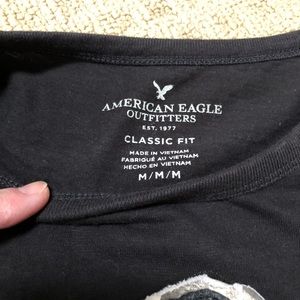 AMERICAN EAGLE
OUTFITTERS
EST. 1977
CLASSIC FIT
MADE IN VIETNAM
FABRIQUÉ AU VIETNAM
HECHO EN VIETNAM
M/M/M